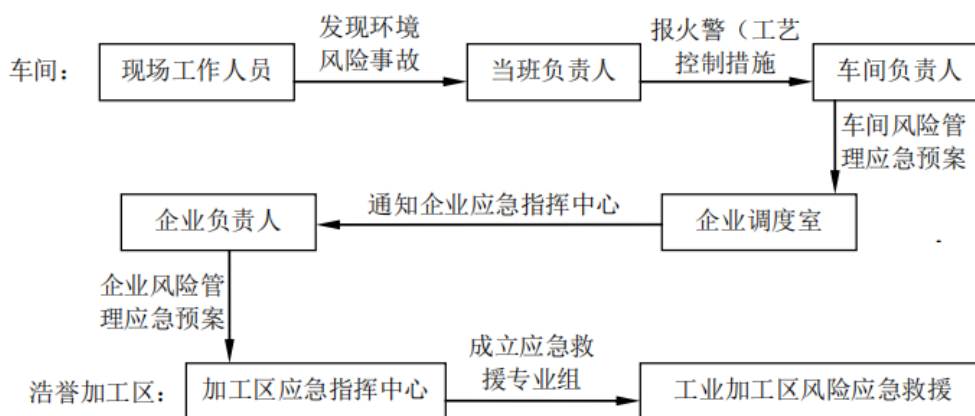 车间：
现场工作人员
发现环境
风险事故
当班负责人
报火警（工艺
控制措施
车间负责人
车间风险管
理应急预案
企业调度室
通知企业应急指挥中心
企业负责人
企业风险管
理应急预案
浩誉加工区：
加工区应急指挥中心
成立应急救
援专业组
工业加工区风险应急救援